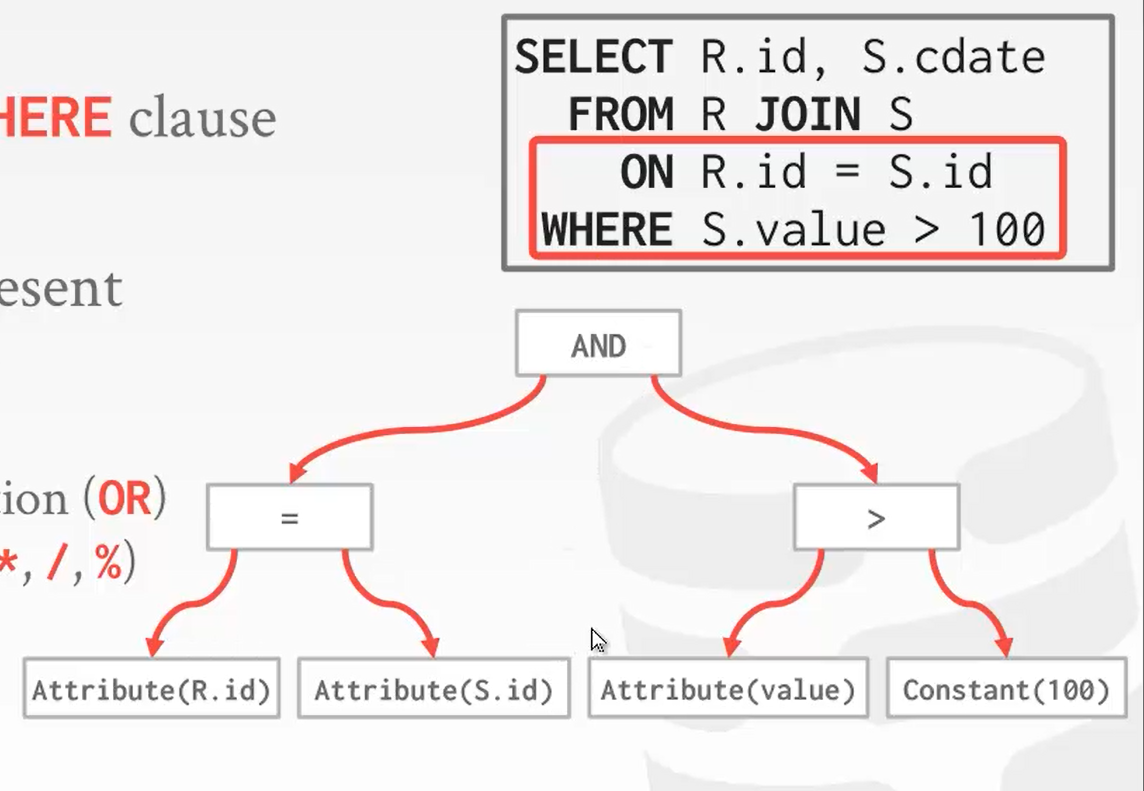 SELECT R.id, S.cdate
FROM R JOIN S
ON R.id = S.id
WHERE S.value > 100
HERE clause
esent
AND
tion (OR)
*, /, %)
= >
Attribute(R.id) Attribute(S.id) Attribute(value) Constant(100)